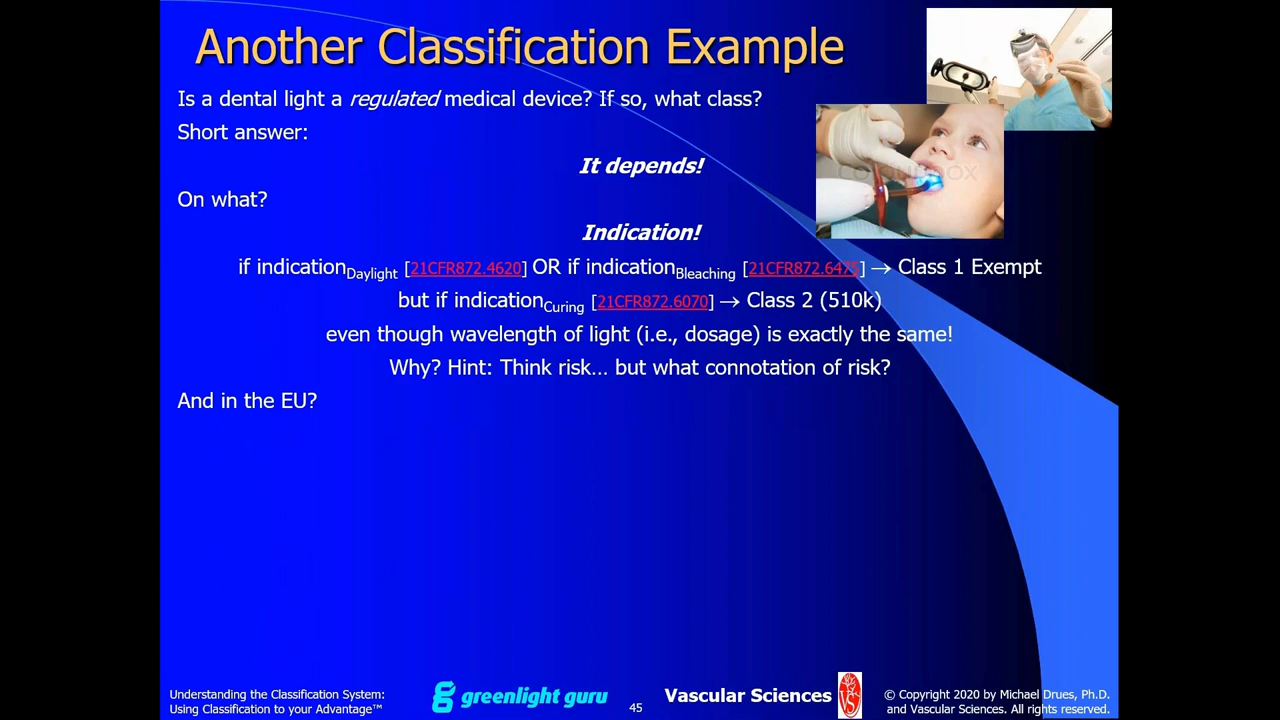 Another Classification Example
Is a dental light a regulated medical device? If so, what class?
Short answer:
It depends!
On what?
Indication!
if indicationDaylight [21CFR872.4620] OR if indicationBleaching [21CFR872.6475] → Class 1 Exempt
but if indicationCuring [21CFR872.6070] → Class 2 (510k)
even though wavelength of light (i.e., dosage) is exactly the same!
Why? Hint: Think risk... but what connotation of risk?
And in the EU?
Understanding the Classification System:
Using Classification to your Advantage™
greenlight guru
45
Vascular Sciences
VS
© Copyright 2020 by Michael Drues, Ph.D.
and Vascular Sciences. All rights reserved.